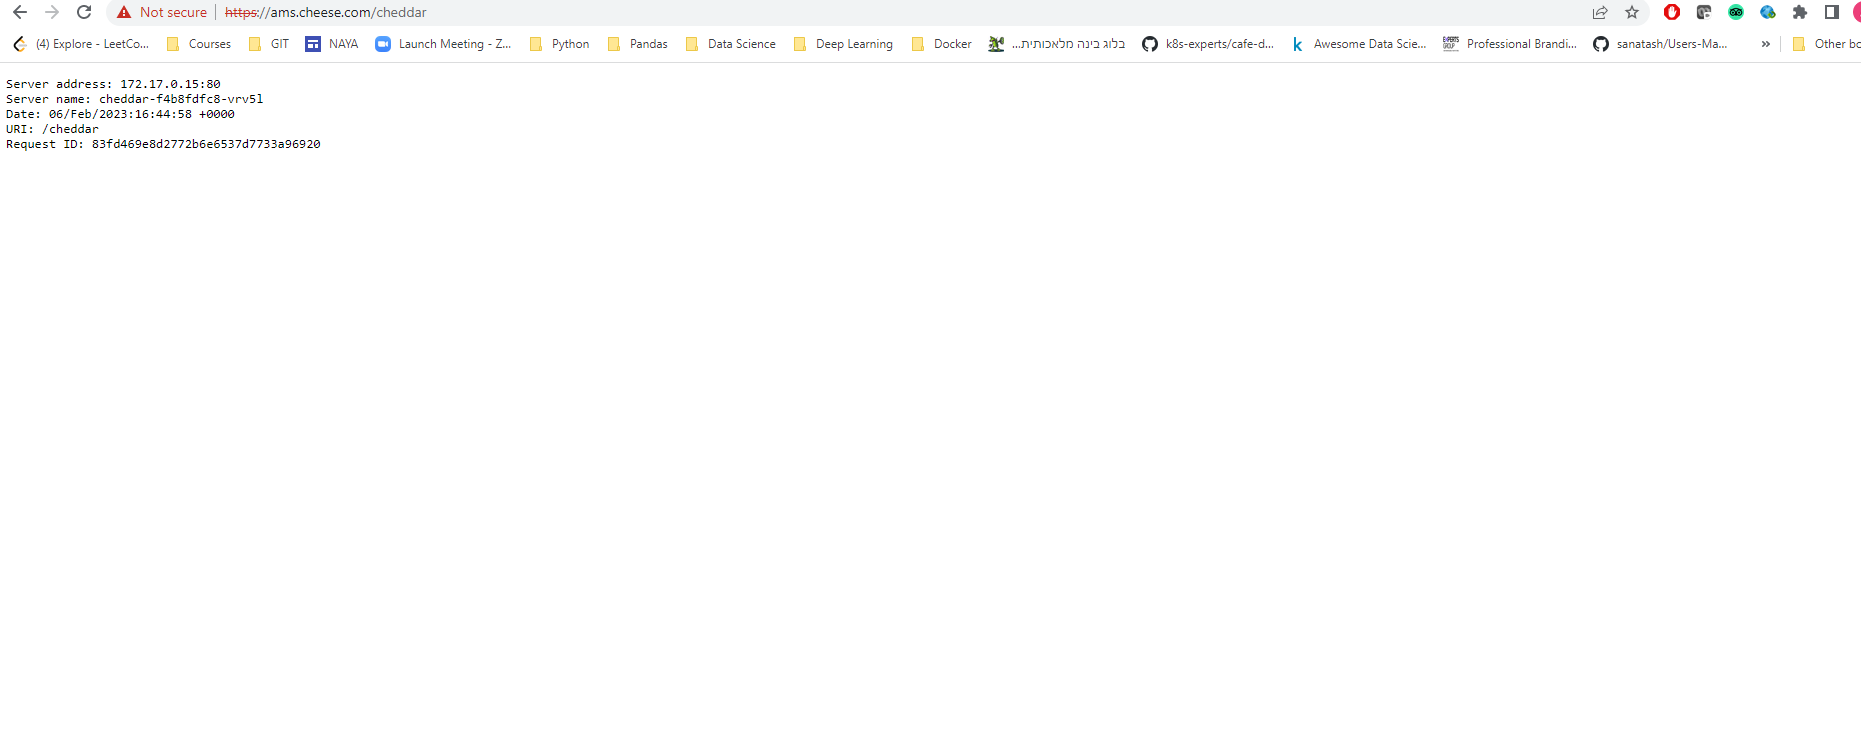 Not secure | https://ams.cheese.com/cheddar
(4) Explore - LeetCo... Courses GIT NAYA Launch Meeting - Z... Python Pandas Data Science Deep Learning Docker בלוג בינה מלאכותית... k8s-experts/cafe-d... Awesome Data Scie... EXPERTS GROUP Professional Brandi... sanatash/Users-Ma... » Other bo
Server address: 172.17.0.15:80
Server name: cheddar-f4b8fdfc8-vrv5l
Date: 06/Feb/2023:16:44:58 +0000
URI: /cheddar
Request ID: 83fd469e8d2772b6e6537d7733a96920